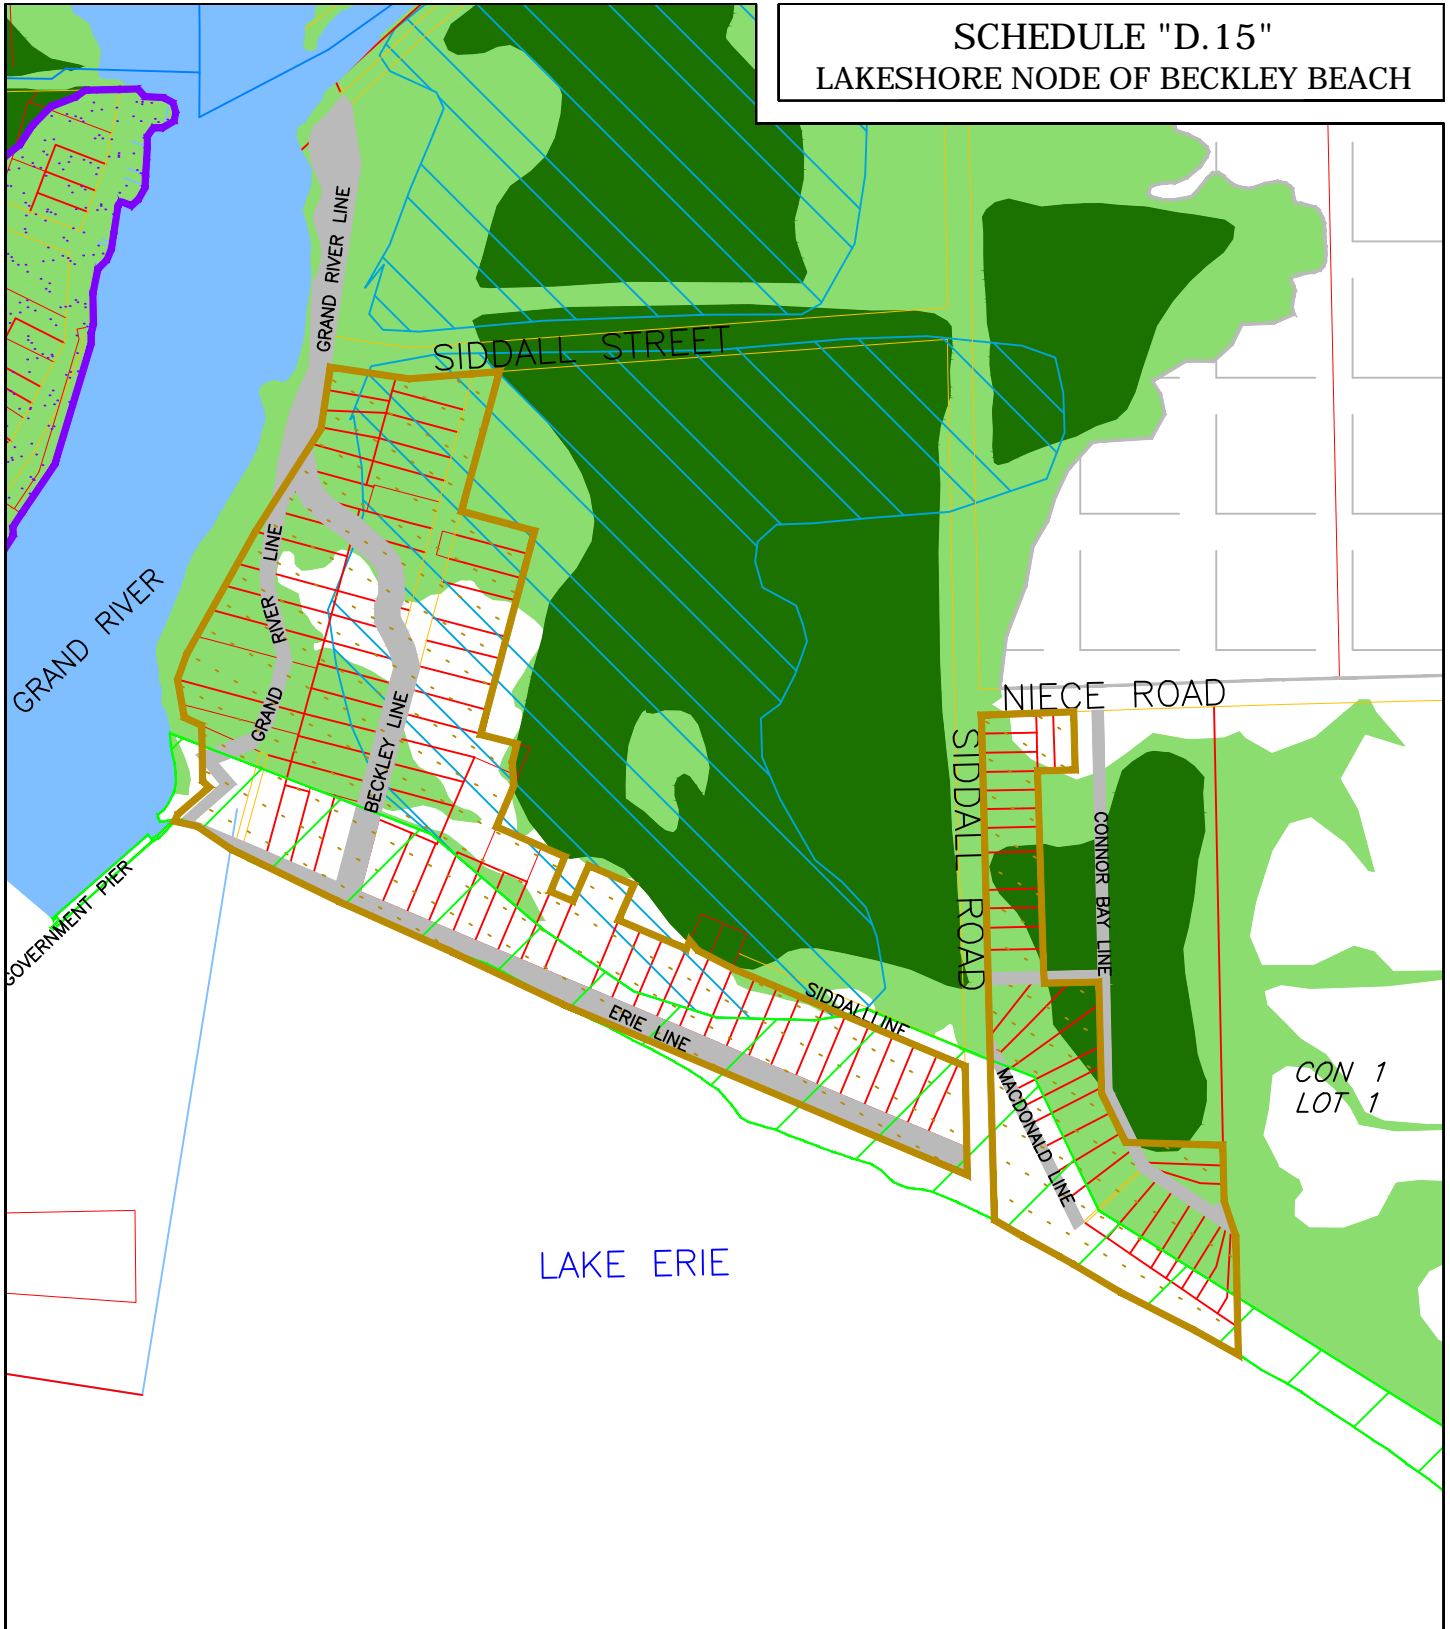 SCHEDULE "D.15"
LAKESHORE NODE OF BECKLEY BEACH
GRAND RIVER LINE
SIDDALL STREET
GRAND RIVER LINE
GRAND RIVER
BECKLEY LINE
NIECE ROAD
SIDDALL ROAD
CONNOR BAY LINE
GOVERNMENT PIER
SIDDALL LINE
ERIE LINE
MACDONALD LINE
CON 1
LOT 1
LAKE ERIE